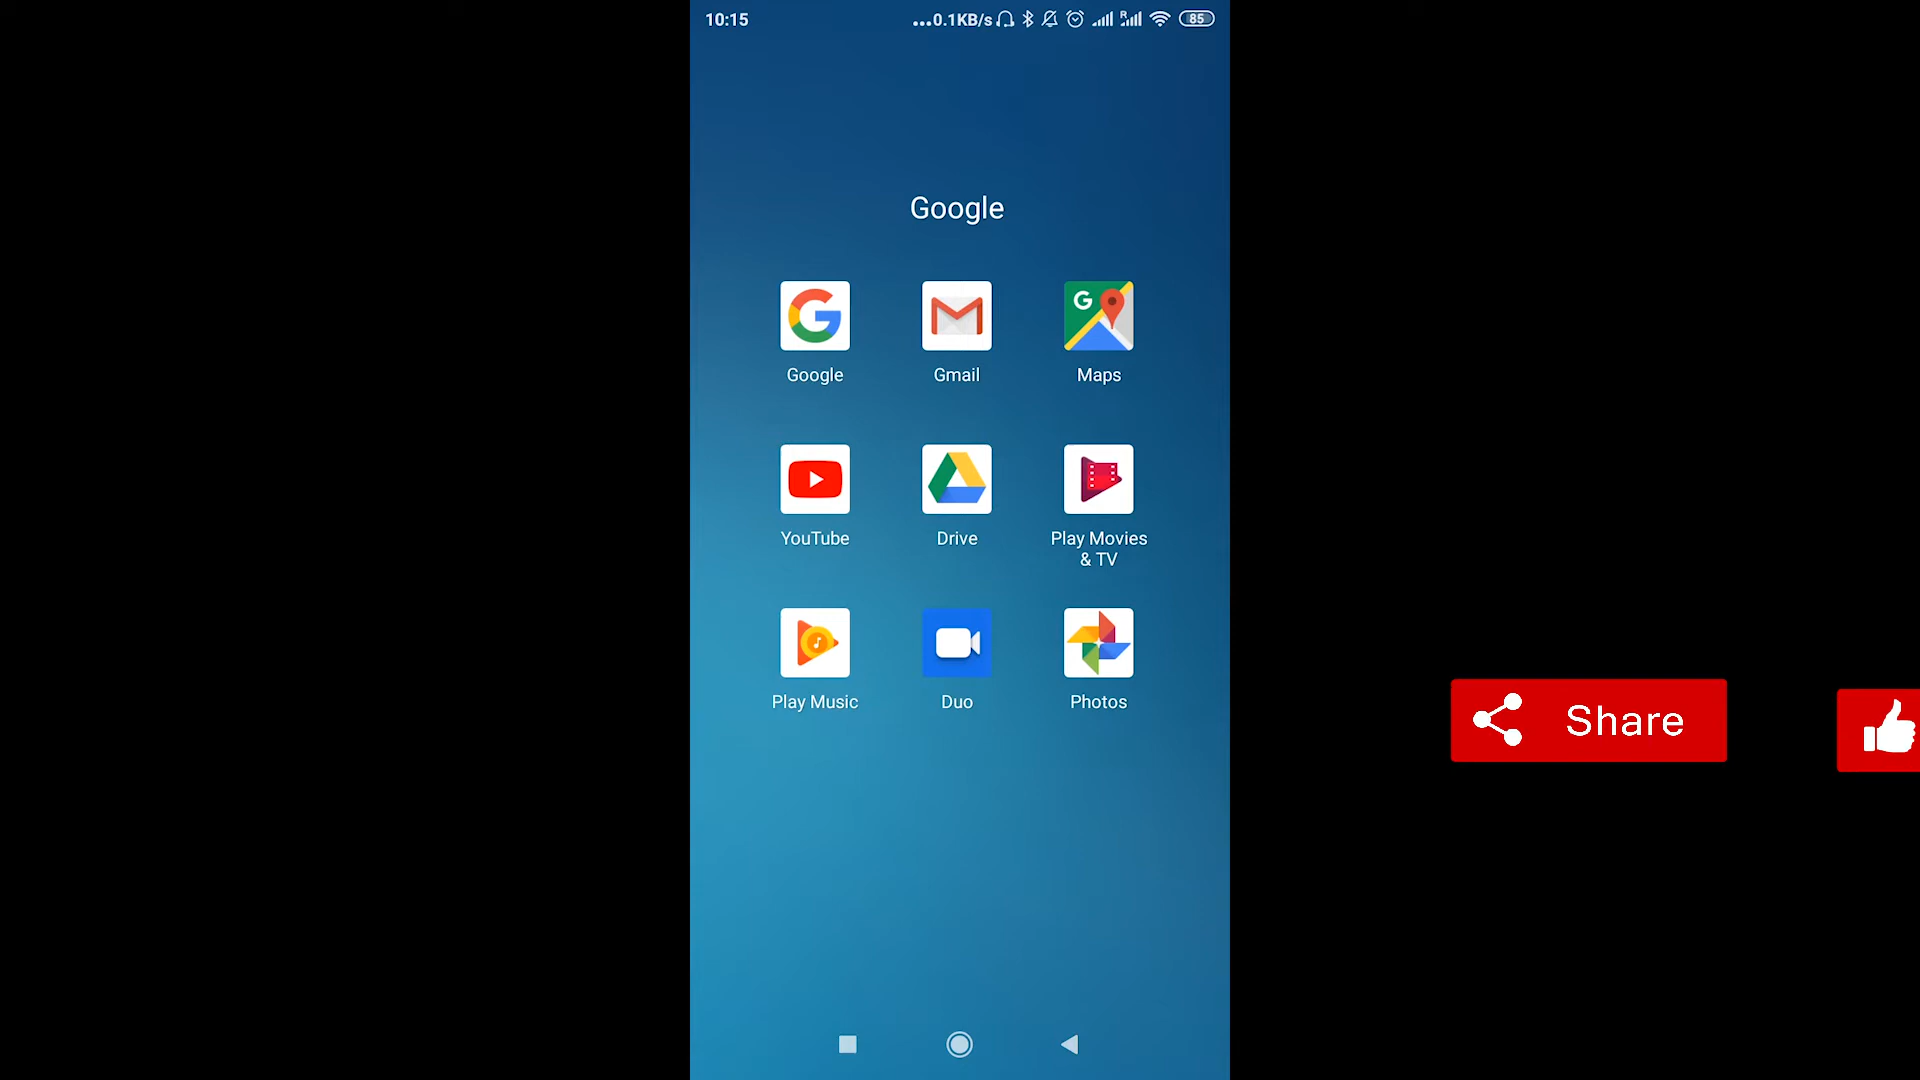 10:15
...0.1KB/s R 85
Google
G
Google Gmail Maps
YouTube Drive Play Movies
& TV
Play Music Duo Photos
Share